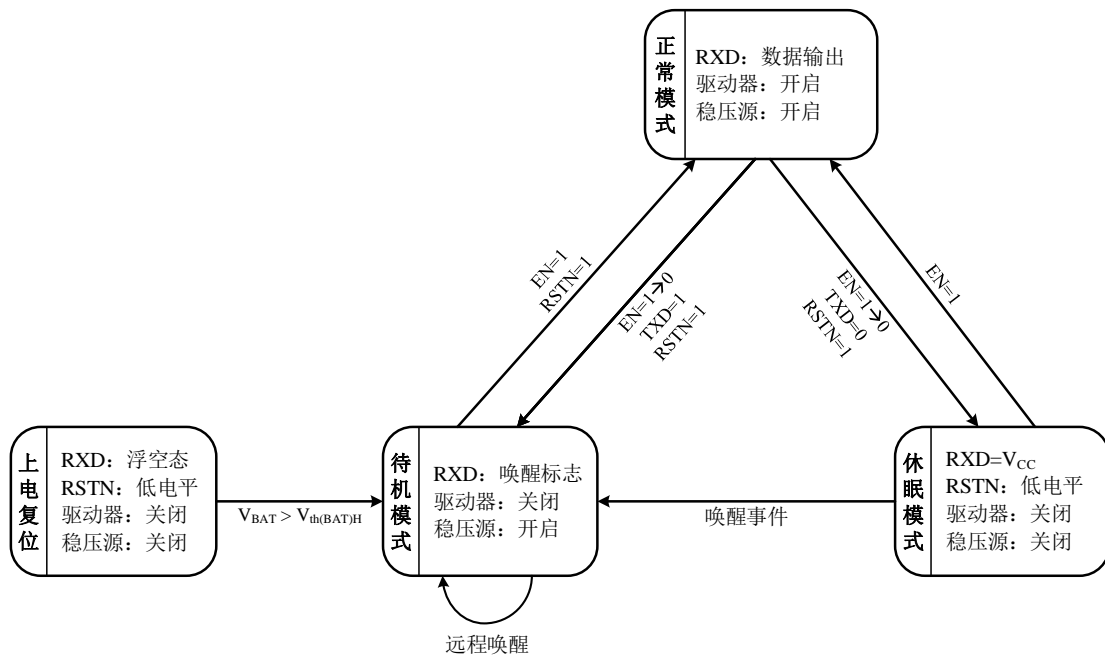 正常模式
RXD：数据输出
驱动器：开启
稳压源：开启
EN=1
RSTN=1
EN=1→0
TXD=1
RSTN=1
EN=1→0
TXD=0
RSTN=1
EN=1
上电复位
RXD：浮空态
RSTN：低电平
驱动器：关闭
稳压源：关闭
VBAT > Vth(BAT)H
待机模式
RXD：唤醒标志
驱动器：关闭
稳压源：开启
远程唤醒
唤醒事件
休眠模式
RXD=VCC
RSTN：低电平
驱动器：关闭
稳压源：关闭